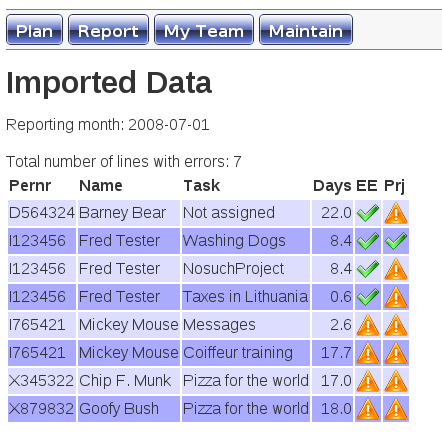 Plan Report My Team Maintain
Imported Data
Reporting month: 2008-07-01
Total number of lines with errors: 7
Pernr Name Task Days EE Prj
D564324 Barney Bear Not assigned 22.0
I123456 Fred Tester Washing Dogs 8.4
I123456 Fred Tester NosuchProject 8.4
I123456 Fred Tester Taxes in Lithuania 0.6
I765421 Mickey Mouse Messages 2.6
I765421 Mickey Mouse Coiffeur training 17.7
X345322 Chip F. Munk Pizza for the world 17.0
X879832 Goofy Bush Pizza for the world 18.0